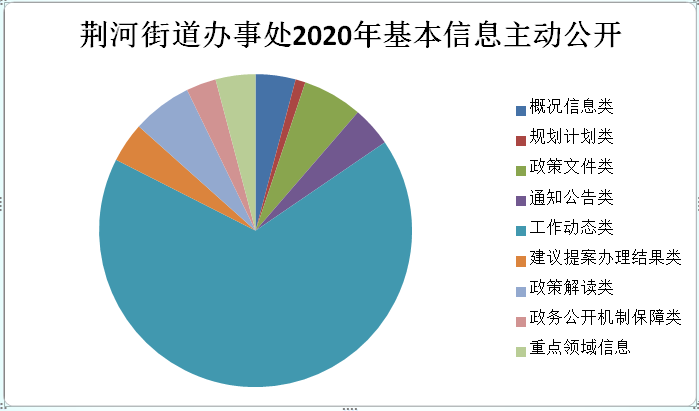 荆河街道办事处2020年基本信息主动公开
概况信息类
规划计划类
政策文件类
通知公告类
工作动态类
建议提案办理结果类
政策解读类
政务公开机制保障类
重点领域信息